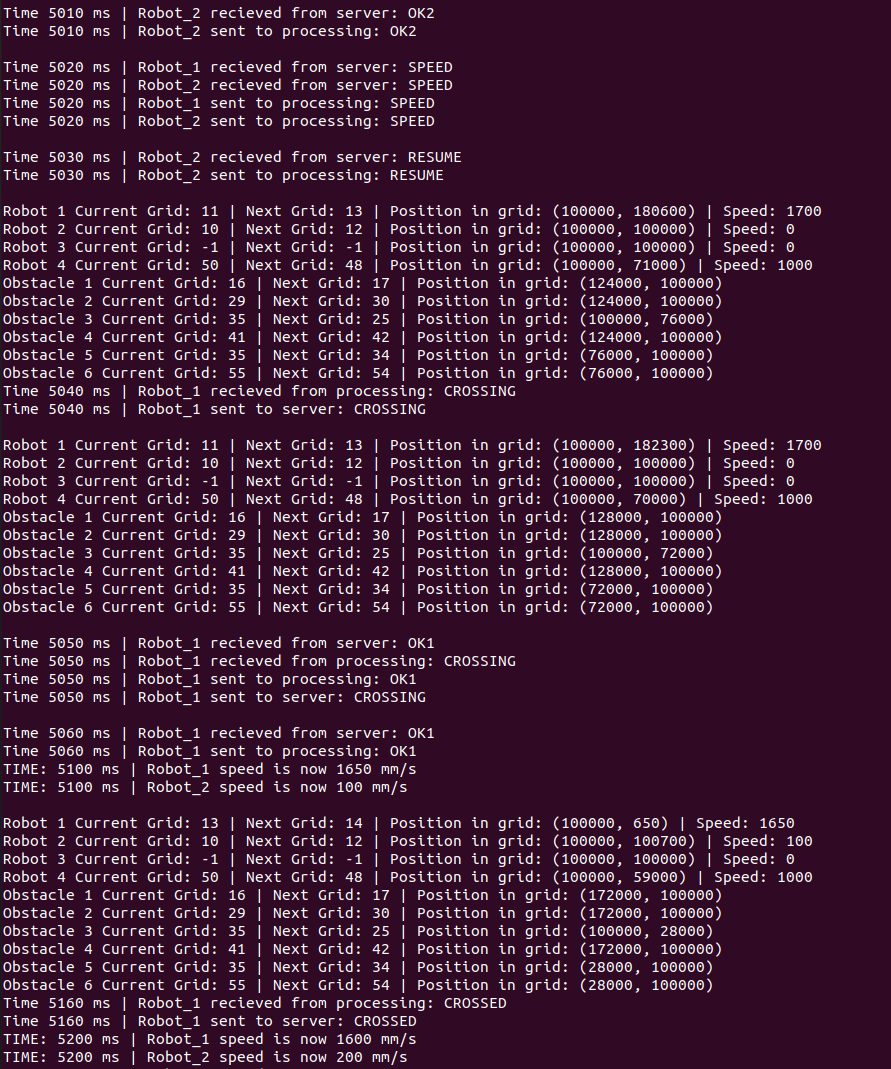 Time 5010 ms | Robot_2 recieved from server: OK2
Time 5010 ms | Robot_2 sent to processing: OK2
Time 5020 ms | Robot_1 recieved from server: SPEED
Time 5020 ms | Robot_2 recieved from server: SPEED
Time 5020 ms | Robot_1 sent to processing: SPEED
Time 5020 ms | Robot_2 sent to processing: SPEED
Time 5030 ms | Robot_2 recieved from server: RESUME
Time 5030 ms | Robot_2 sent to processing: RESUME
Robot 1 Current Grid: 11 | Next Grid: 13 | Position in grid: (100000, 180600) | Speed: 1700
Robot 2 Current Grid: 10 | Next Grid: 12 | Position in grid: (100000, 100000) | Speed: 0
Robot 3 Current Grid: -1 | Next Grid: -1 | Position in grid: (100000, 100000) | Speed: 0
Robot 4 Current Grid: 50 | Next Grid: 48 | Position in grid: (100000, 71000) | Speed: 1000
Obstacle 1 Current Grid: 16 | Next Grid: 17 | Position in grid: (124000, 100000)
Obstacle 2 Current Grid: 29 | Next Grid: 30 | Position in grid: (124000, 100000)
Obstacle 3 Current Grid: 35 | Next Grid: 25 | Position in grid: (100000, 76000)
Obstacle 4 Current Grid: 41 | Next Grid: 42 | Position in grid: (124000, 100000)
Obstacle 5 Current Grid: 35 | Next Grid: 34 | Position in grid: (76000, 100000)
Obstacle 6 Current Grid: 55 | Next Grid: 54 | Position in grid: (76000, 100000)
Time 5040 ms | Robot_1 recieved from processing: CROSSING
Time 5040 ms | Robot_1 sent to server: CROSSING
Robot 1 Current Grid: 11 | Next Grid: 13 | Position in grid: (100000, 182300) | Speed: 1700
Robot 2 Current Grid: 10 | Next Grid: 12 | Position in grid: (100000, 100000) | Speed: 0
Robot 3 Current Grid: -1 | Next Grid: -1 | Position in grid: (100000, 100000) | Speed: 0
Robot 4 Current Grid: 50 | Next Grid: 48 | Position in grid: (100000, 70000) | Speed: 1000
Obstacle 1 Current Grid: 16 | Next Grid: 17 | Position in grid: (128000, 100000)
Obstacle 2 Current Grid: 29 | Next Grid: 30 | Position in grid: (128000, 100000)
Obstacle 3 Current Grid: 35 | Next Grid: 25 | Position in grid: (100000, 72000)
Obstacle 4 Current Grid: 41 | Next Grid: 42 | Position in grid: (128000, 100000)
Obstacle 5 Current Grid: 35 | Next Grid: 34 | Position in grid: (72000, 100000)
Obstacle 6 Current Grid: 55 | Next Grid: 54 | Position in grid: (72000, 100000)
Time 5050 ms | Robot_1 recieved from server: OK1
Time 5050 ms | Robot_1 recieved from processing: CROSSING
Time 5050 ms | Robot_1 sent to processing: OK1
Time 5050 ms | Robot_1 sent to server: CROSSING
Time 5060 ms | Robot_1 recieved from server: OK1
Time 5060 ms | Robot_1 sent to processing: OK1
TIME: 5100 ms | Robot_1 speed is now 1650 mm/s
TIME: 5100 ms | Robot_2 speed is now 100 mm/s
Robot 1 Current Grid: 13 | Next Grid: 14 | Position in grid: (100000, 650) | Speed: 1650
Robot 2 Current Grid: 10 | Next Grid: 12 | Position in grid: (100000, 100700) | Speed: 100
Robot 3 Current Grid: -1 | Next Grid: -1 | Position in grid: (100000, 100000) | Speed: 0
Robot 4 Current Grid: 50 | Next Grid: 48 | Position in grid: (100000, 59000) | Speed: 1000
Obstacle 1 Current Grid: 16 | Next Grid: 17 | Position in grid: (172000, 100000)
Obstacle 2 Current Grid: 29 | Next Grid: 30 | Position in grid: (172000, 100000)
Obstacle 3 Current Grid: 35 | Next Grid: 25 | Position in grid: (100000, 28000)
Obstacle 4 Current Grid: 41 | Next Grid: 42 | Position in grid: (172000, 100000)
Obstacle 5 Current Grid: 35 | Next Grid: 34 | Position in grid: (28000, 100000)
Obstacle 6 Current Grid: 55 | Next Grid: 54 | Position in grid: (28000, 100000)
Time 5160 ms | Robot_1 recieved from processing: CROSSED
Time 5160 ms | Robot_1 sent to server: CROSSED
TIME: 5200 ms | Robot_1 speed is now 1600 mm/s
TIME: 5200 ms | Robot_2 speed is now 200 mm/s